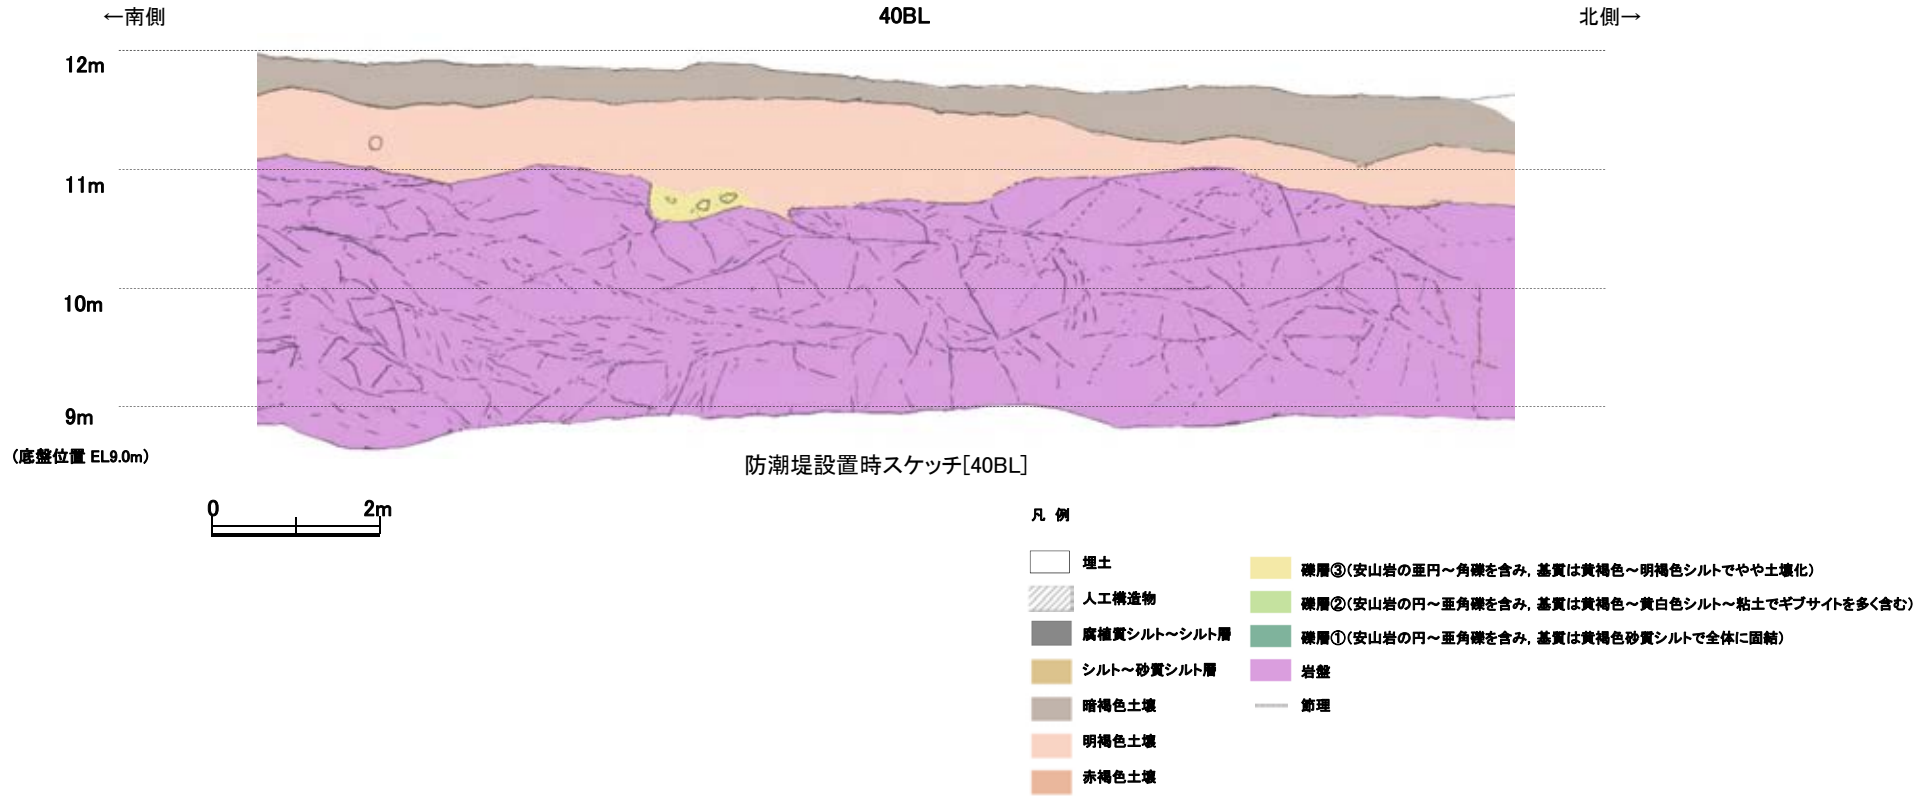 ←南側
40BL
北側→
12m
11m
10m
9m
(底盤位置 EL9.0m)
防潮堤設置時スケッチ[40BL]
0 2m
凡 例
埋土
人工構造物
腐植質シルト～シルト層
シルト～砂質シルト層
暗褐色土壌
明褐色土壌
赤褐色土壌
礫層③(安山岩の亜円～角礫を含み，基質は黄褐色～明褐色シルトでやや土壌化)
礫層②(安山岩の円～亜角礫を含み，基質は黄褐色～黄白色シルト～粘土でギブサイトを多く含む)
礫層①(安山岩の円～亜角礫を含み，基質は黄褐色砂質シルトで全体に固結)
岩盤
節理